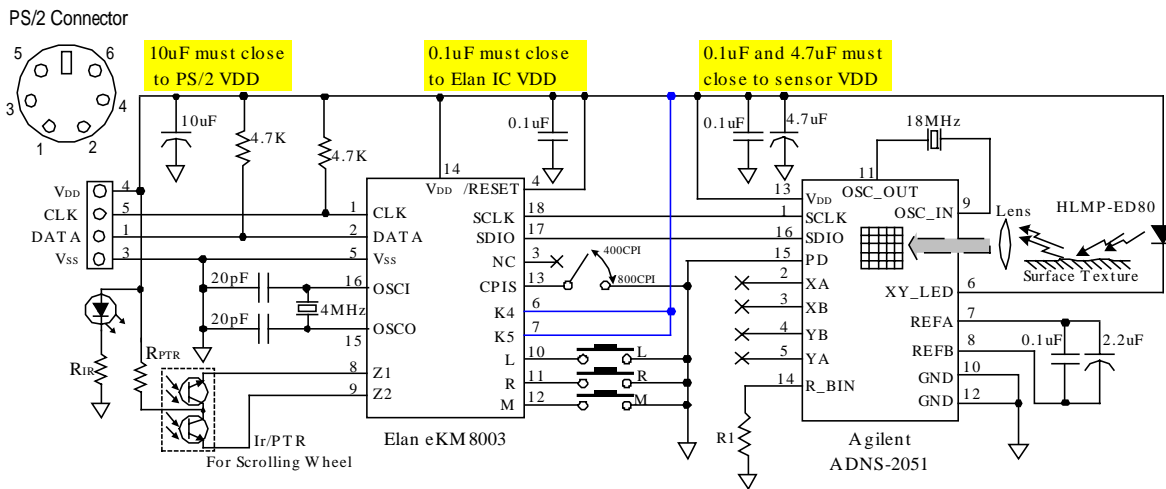 PS/2 Connector
5
6
3
4
1
2
10uF must close
to PS/2 VDD
0.1uF must close
to Elan IC VDD
0.1uF and 4.7uF must
close to sensor VDD
10uF
4.7K
4.7K
0.1uF
0.1uF
4.7uF
18MHz
VDD 4
CLK 5
DATA 1
VSS 3
14
VDD /RESET 4
1 CLK
2 DATA
5 VSS
16 OSCI
OSCO
15
8 Z1
9 Z2
SCLK 18
SDIO 17
NC 3
CPIS 13
K4 6
K5 7
L 10
R 11
M 12
400CPI
800CPI
L
R
M
20pF
20pF
4MHz
RIR
RPTR
Ir/PTR
For Scrolling Wheel
Elan eKM8003
11
OSC_OUT
13
VDD
OSC_IN 9
1 SCLK
16 SDIO
15 PD
2 XA
3 XB
4 YB
5 YA
14 R_BIN
R1
XY_LED 6
REFA 7
REFB 8
GND 10
GND 12
0.1uF
2.2uF
Lens
HLMP-ED80
Surface Texture
Agilent
ADNS-2051